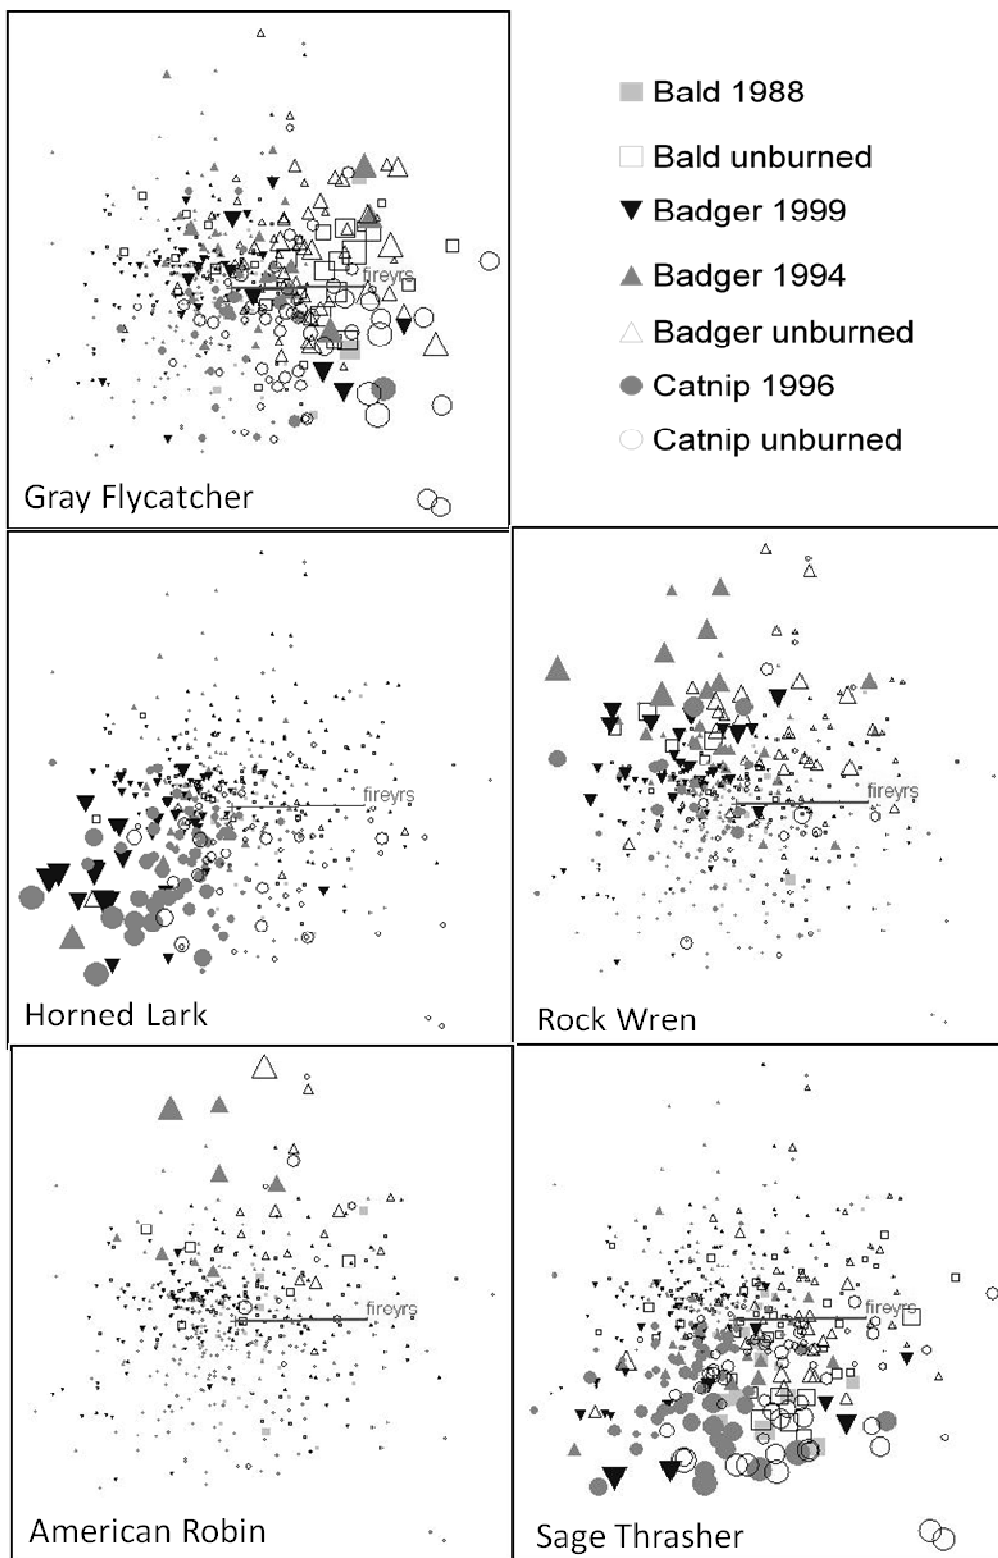 Bald 1988
Bald unburned
Badger 1999
Badger 1994
Badger unburned
Catnip 1996
Catnip unburned
fireyrs
Gray Flycatcher
fireyrs
Horned Lark
fireyrs
Rock Wren
fireyrs
American Robin
fireyrs
Sage Thrasher